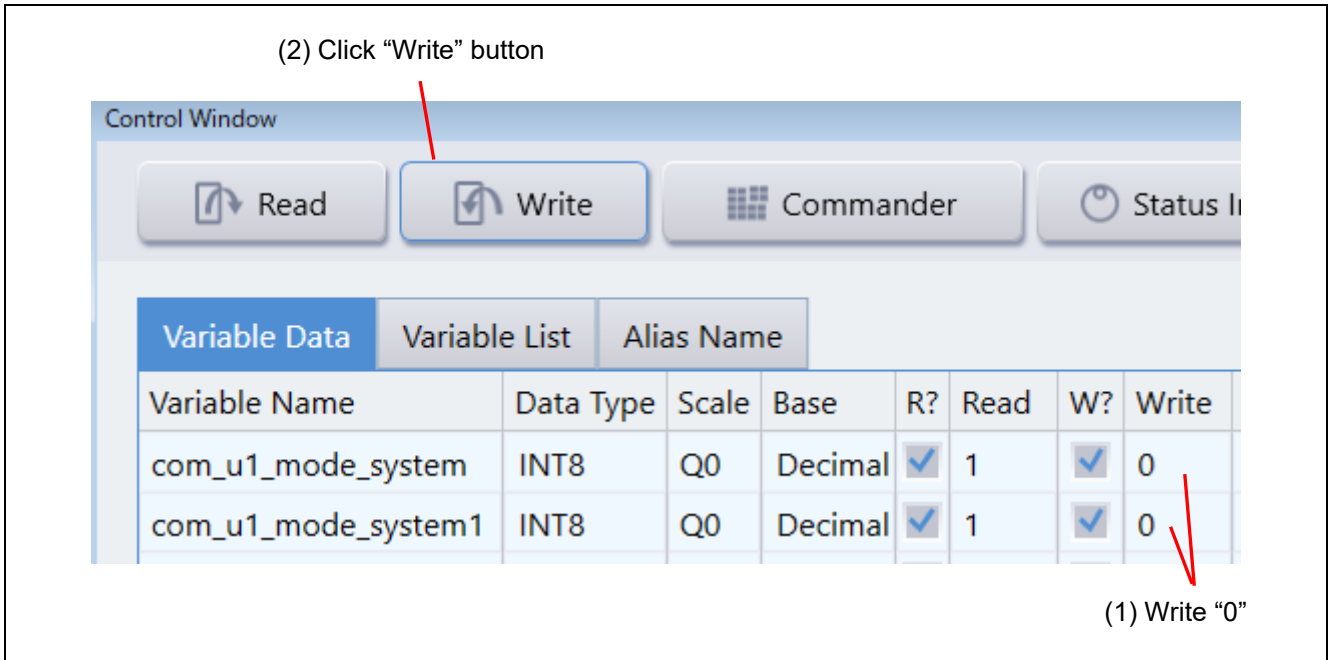 (2) Click “Write” button
Control Window
Read Write Commander Status I
Variable Data Variable List Alias Name
Variable Name Data Type Scale Base R? Read W? Write
com_u1_mode_system INT8 Q0 Decimal 1 0
com_u1_mode_system1 INT8 Q0 Decimal 1 0
(1) Write “0”